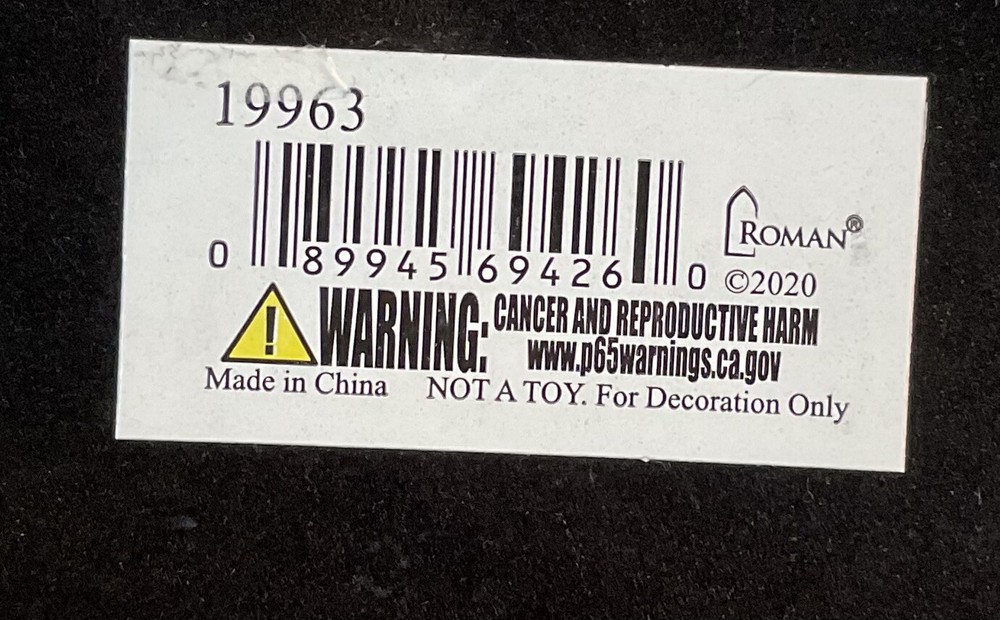 19963
ROMAN®
0 89945 69426 0 ©2020
WARNING: CANCER AND REPRODUCTIVE HARM
www.p65warnings.ca.gov
Made in China NOT A TOY. For Decoration Only